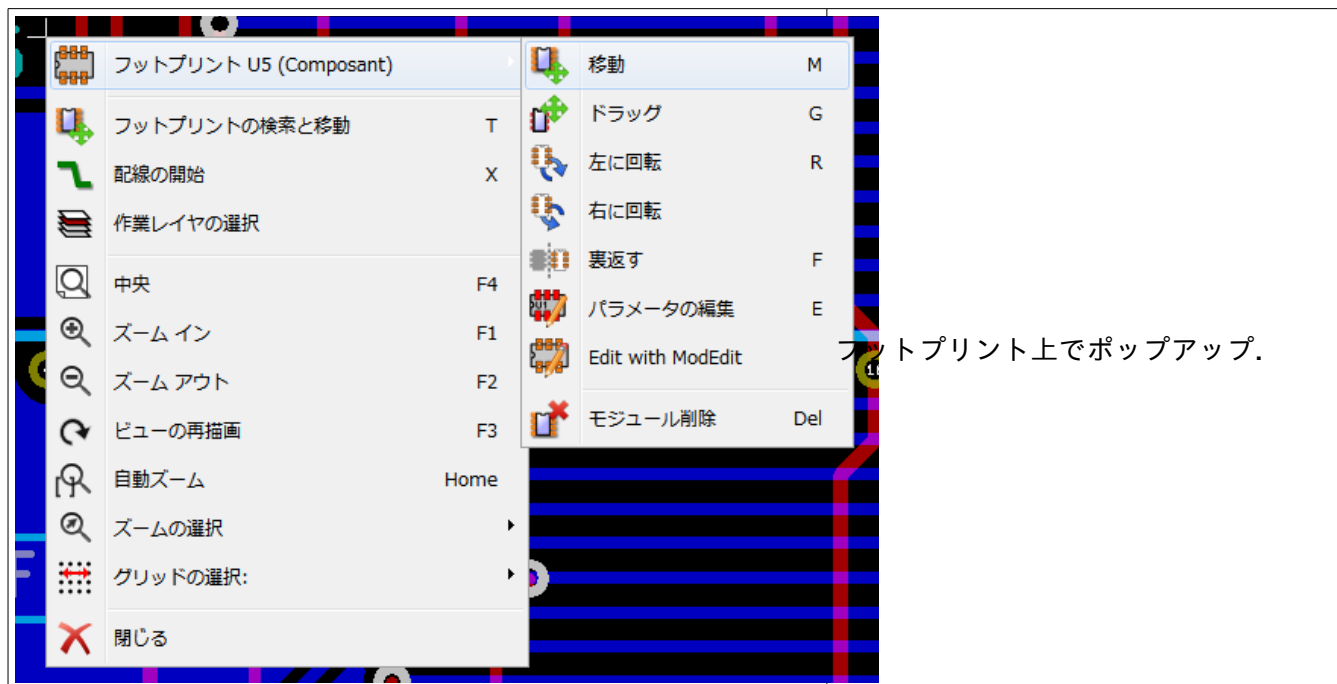 フットプリント U5 (Composant)
フットプリントの検索と移動 T
配線の開始 X
作業レイヤの選択
中央 F4
ズーム イン F1
ズーム アウト F2
ビューの再描画 F3
自動ズーム Home
ズームの選択
グリッドの選択:
閉じる
移動 M
ドラッグ G
左に回転 R
右に回転
裏返す F
パラメータの編集 E
Edit with ModEdit
モジュール削除 Del
フットプリント上でポップアップ.